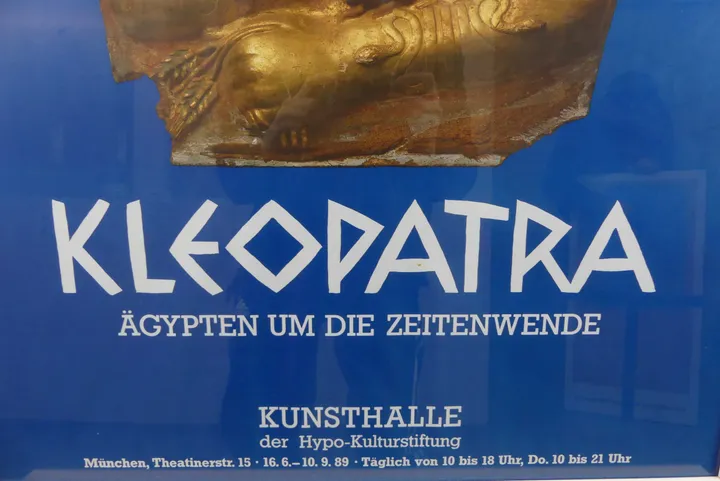 KLEOPATRA
ÄGYPTEN UM DIE ZEITENWENDE
KUNSTHALLE
der Hypo-Kulturstiftung
München, Theatinerstr. 15 · 16. 6.–10. 9. 89 · Täglich von 10 bis 18 Uhr, Do. 10 bis 21 Uhr